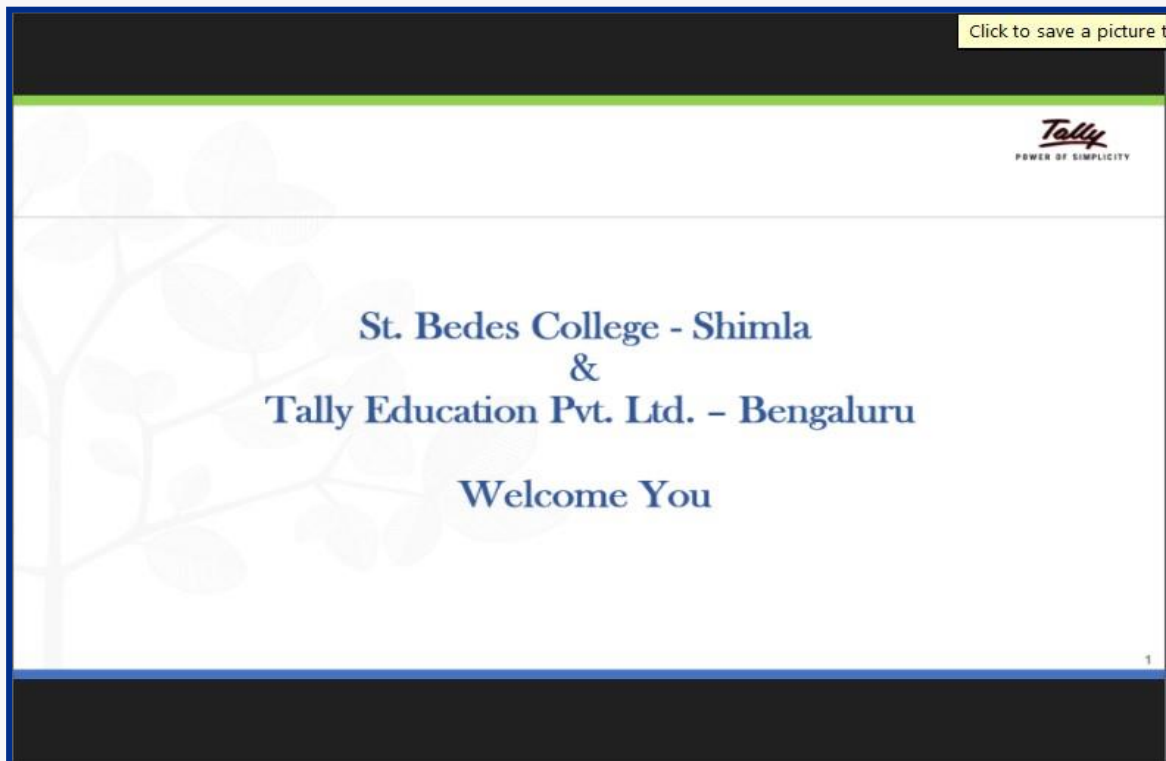 Click to save a picture t
Tally
POWER OF SIMPLICITY
St. Bedes College - Shimla
&
Tally Education Pvt. Ltd. – Bengaluru
Welcome You
1